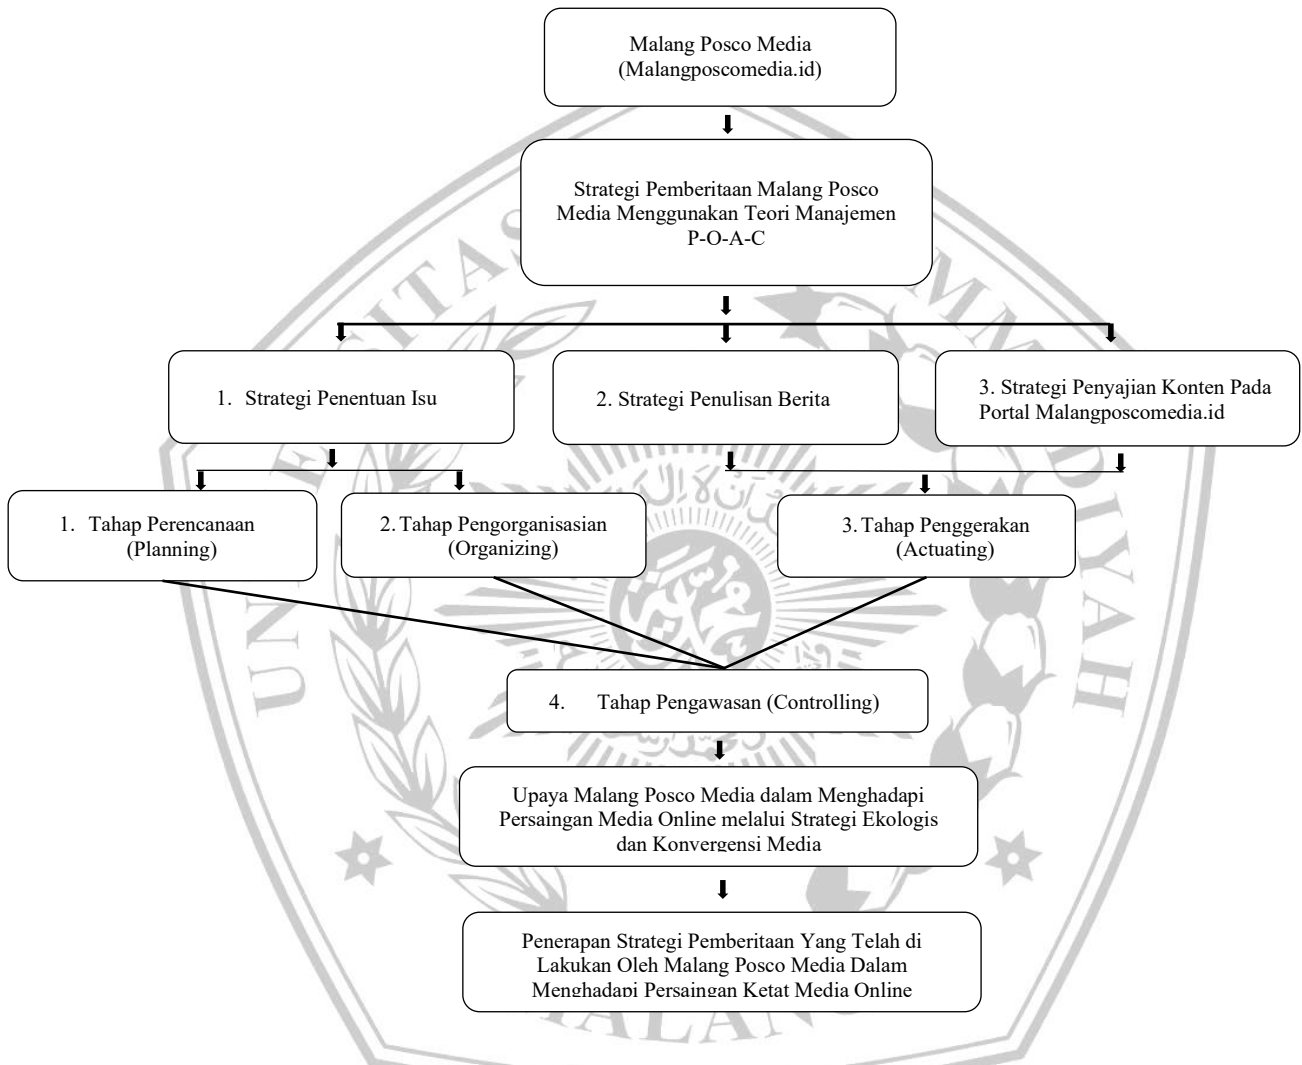 Malang Posco Media
(Malangposcomedia.id)
Strategi Pemberitaan Malang Posco
Media Menggunakan Teori Manajemen
P-O-A-C
1. Strategi Penentuan Isu
2. Strategi Penulisan Berita
3. Strategi Penyajian Konten Pada
Portal Malangposcomedia.id
1. Tahap Perencanaan
(Planning)
2. Tahap Pengorganisasian
(Organizing)
3. Tahap Penggerakan
(Actuating)
4. Tahap Pengawasan (Controlling)
Upaya Malang Posco Media dalam Menghadapi
Persaingan Media Online melalui Strategi Ekologis
dan Konvergensi Media
Penerapan Strategi Pemberitaan Yang Telah di
Lakukan Oleh Malang Posco Media Dalam
Menghadapi Persaingan Ketat Media Online